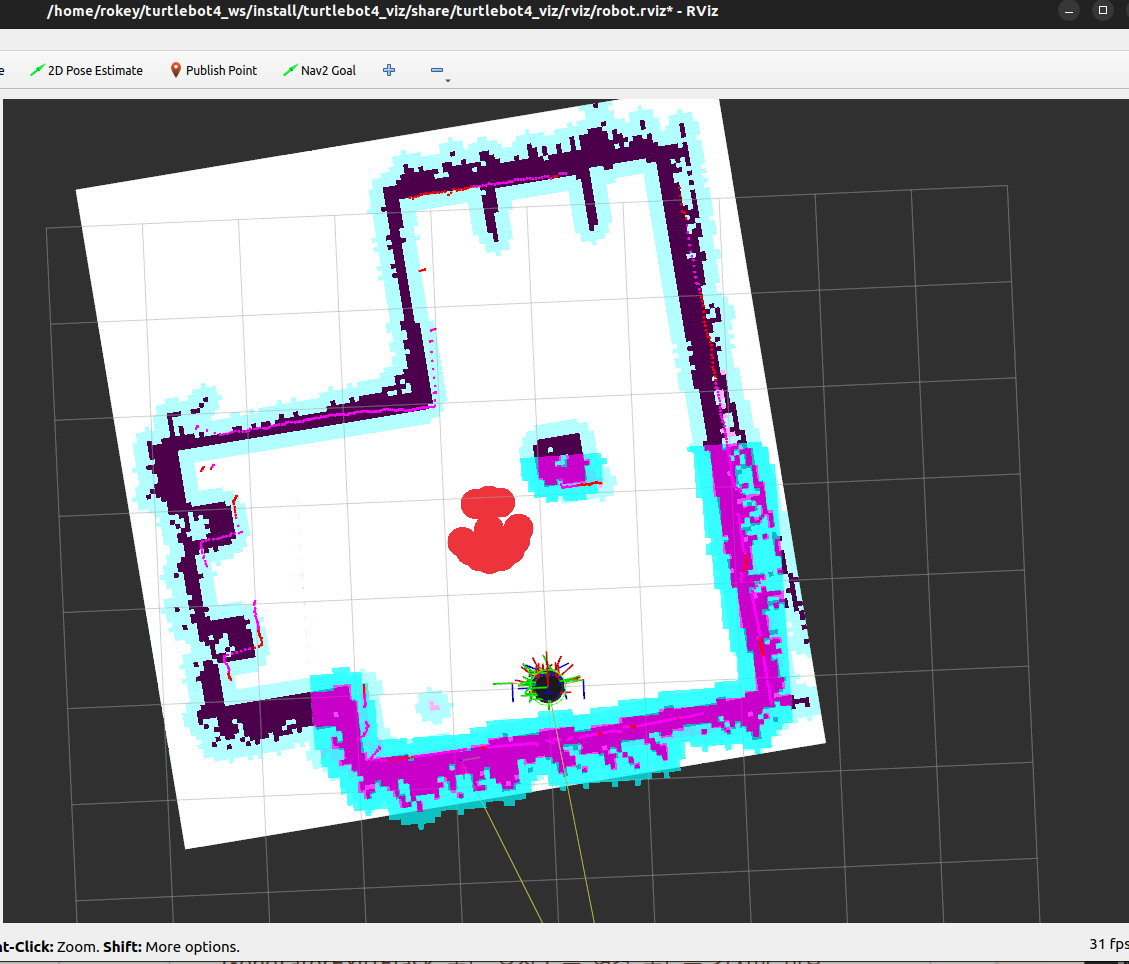 /home/rokey/turtlebot4_ws/install/turtlebot4_viz/share/turtlebot4_viz/rviz/robot.rviz* - RViz
2D Pose Estimate Publish Point Nav2 Goal
t-Click: Zoom. Shift: More options. 31 fps